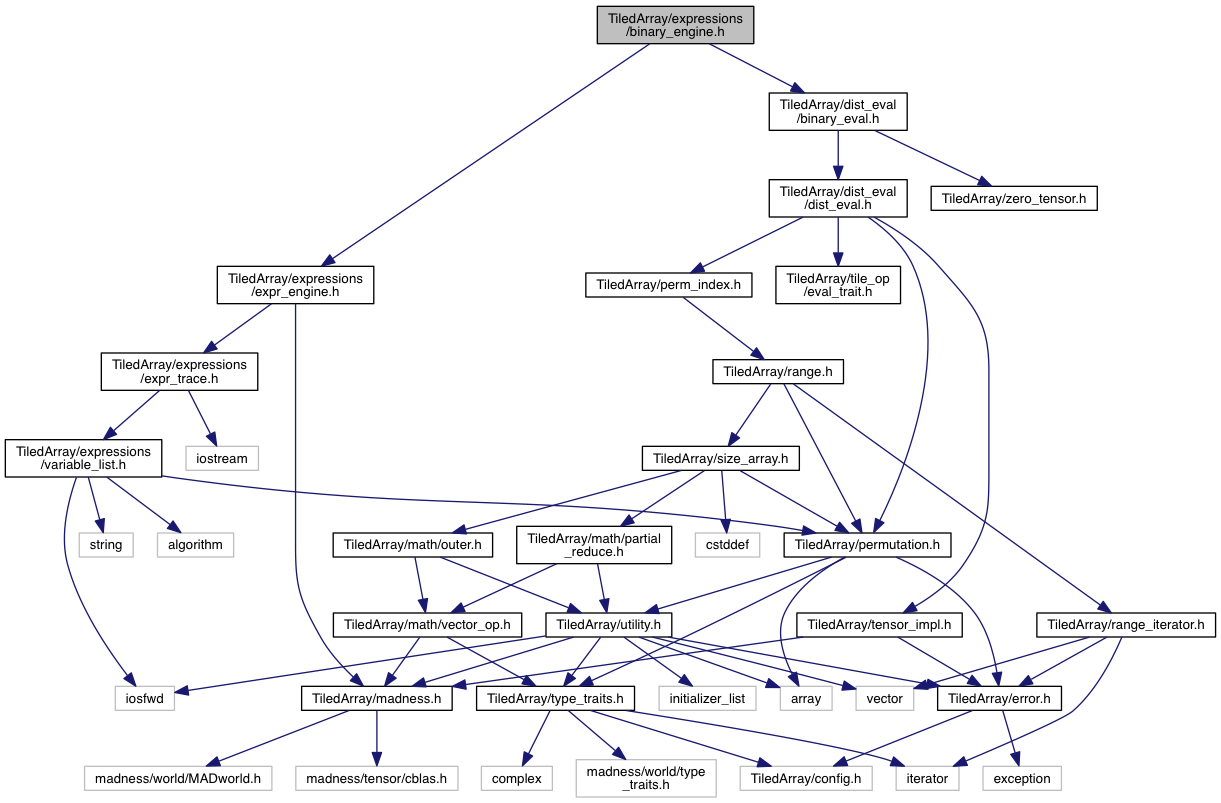 TiledArray/expressions
/binary_engine.h
TiledArray/dist_eval
/binary_eval.h
TiledArray/dist_eval
/dist_eval.h
TiledArray/zero_tensor.h
TiledArray/expressions
/expr_engine.h
TiledArray/perm_index.h
TiledArray/tile_op
/eval_trait.h
TiledArray/expressions
/expr_trace.h
TiledArray/range.h
TiledArray/expressions
/variable_list.h
iostream
TiledArray/size_array.h
string
algorithm
TiledArray/math/outer.h
TiledArray/math/partial
_reduce.h
cstddef
TiledArray/permutation.h
TiledArray/math/vector_op.h
TiledArray/utility.h
TiledArray/tensor_impl.h
TiledArray/range_iterator.h
iosfwd
TiledArray/madness.h
TiledArray/type_traits.h
initializer_list
array
vector
TiledArray/error.h
madness/world/MADworld.h
madness/tensor/cblas.h
complex
madness/world/type
_traits.h
TiledArray/config.h
iterator
exception